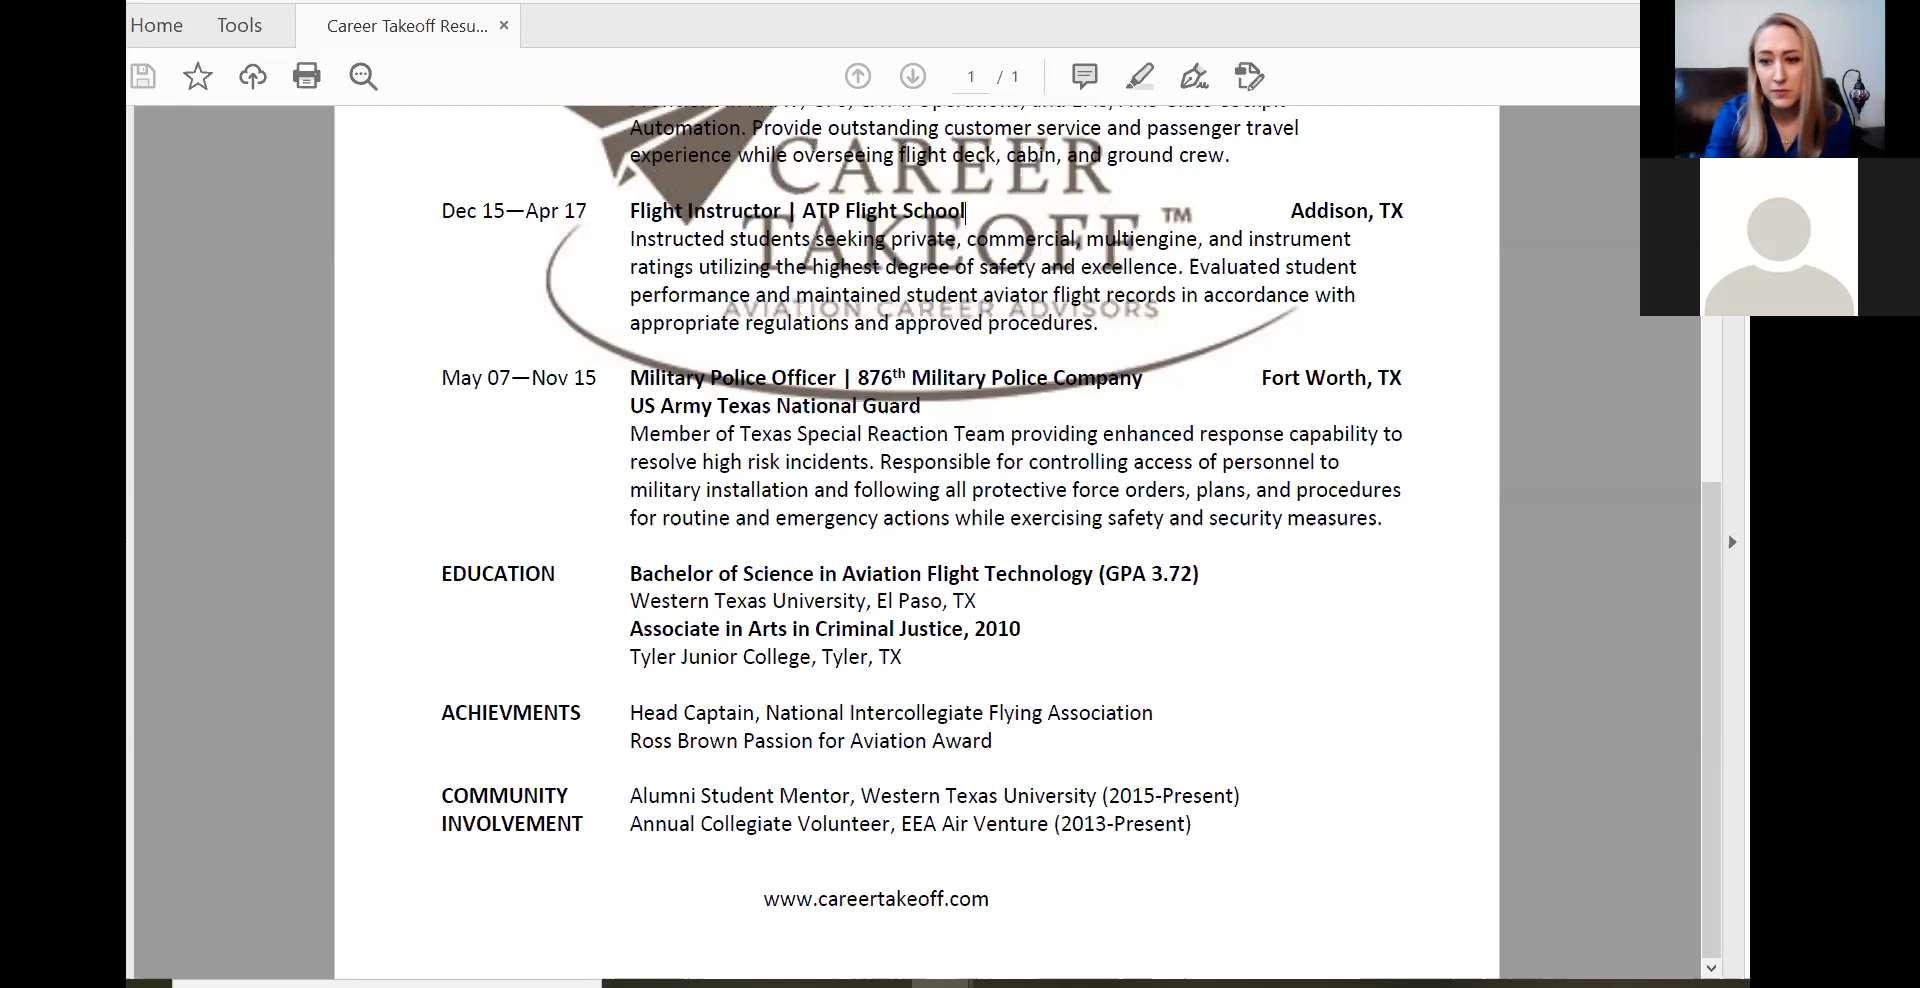 Home Tools Career Takeoff Resu... ×
1 / 1
Automation. Provide outstanding customer service and passenger travel
experience while overseeing flight deck, cabin, and ground crew.
CAREER
TAKEOFF ™
AVIATION CAREER ADVISORS
Dec 15—Apr 17 Flight Instructor | ATP Flight School Addison, TX
Instructed students seeking private, commercial, multiengine, and instrument
ratings utilizing the highest degree of safety and excellence. Evaluated student
performance and maintained student aviator flight records in accordance with
appropriate regulations and approved procedures.
May 07—Nov 15 Military Police Officer | 876th Military Police Company Fort Worth, TX
US Army Texas National Guard
Member of Texas Special Reaction Team providing enhanced response capability to
resolve high risk incidents. Responsible for controlling access of personnel to
military installation and following all protective force orders, plans, and procedures
for routine and emergency actions while exercising safety and security measures.
EDUCATION Bachelor of Science in Aviation Flight Technology (GPA 3.72)
Western Texas University, El Paso, TX
Associate in Arts in Criminal Justice, 2010
Tyler Junior College, Tyler, TX
ACHIEVMENTS Head Captain, National Intercollegiate Flying Association
Ross Brown Passion for Aviation Award
COMMUNITY Alumni Student Mentor, Western Texas University (2015-Present)
INVOLVEMENT Annual Collegiate Volunteer, EEA Air Venture (2013-Present)
www.careertakeoff.com